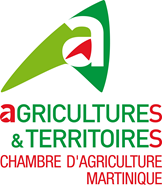 a
aGRICULTURES
& TERRITOIRES
CHAMBRE D'AGRICULTURE
MARTINIQUE